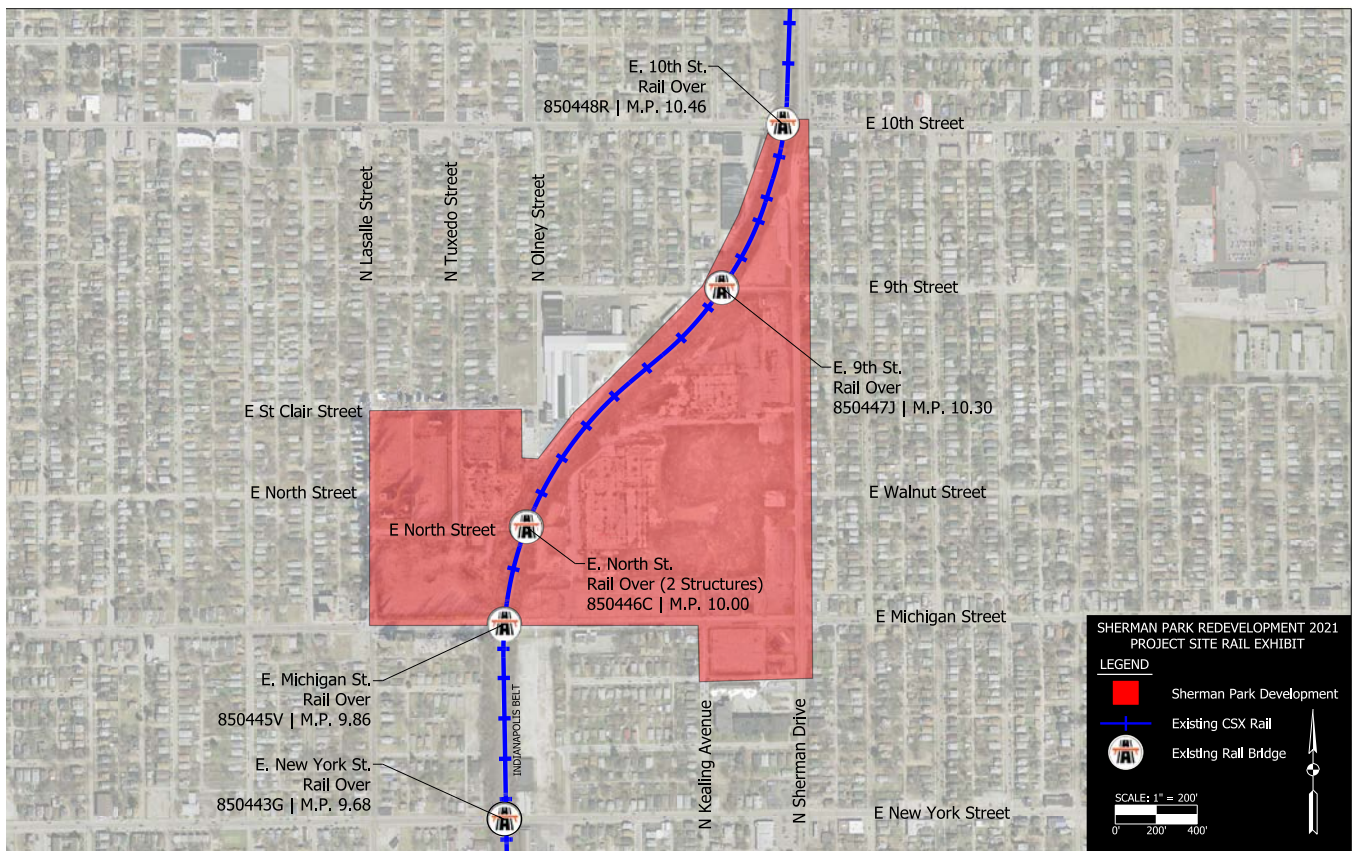 E. 10th St.
Rail Over
850448R | M.P. 10.46
E 10th Street
N Lasalle Street
N Tuxedo Street
N Olney Street
E 9th Street
E. 9th St.
Rail Over
850447J | M.P. 10.30
E St Clair Street
E North Street
E Walnut Street
E North Street
E. North St.
Rail Over (2 Structures)
850446C | M.P. 10.00
E Michigan Street
E. Michigan St.
Rail Over
850445V | M.P. 9.86
INDIANAPOLIS BELT
N Kealing Avenue
N Sherman Drive
E. New York St.
Rail Over
850443G | M.P. 9.68
E New York Street
SHERMAN PARK REDEVELOPMENT 2021
PROJECT SITE RAIL EXHIBIT
LEGEND
Sherman Park Development
Existing CSX Rail
Existing Rail Bridge
SCALE: 1" = 200'
0' 200' 400'